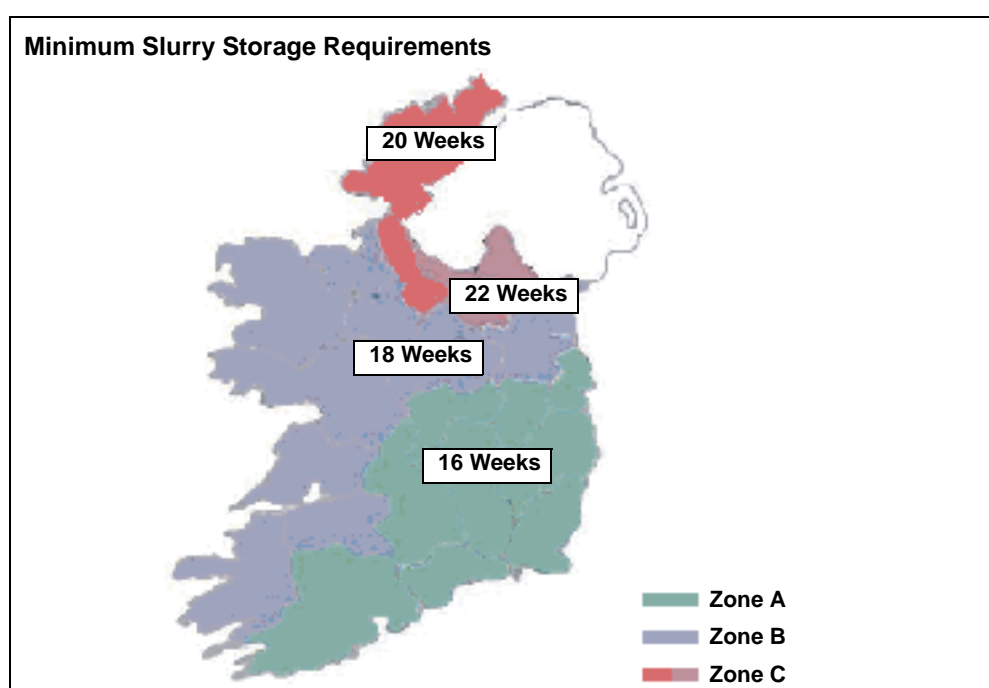 Minimum Slurry Storage Requirements
20 Weeks
22 Weeks
18 Weeks
16 Weeks
Zone A
Zone B
Zone C